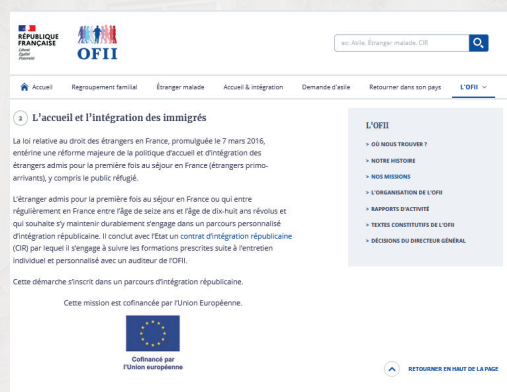 RÉPUBLIQUE
FRANÇAISE
Liberté
Égalité
Fraternité
OFII
ex: Asile, Étranger malade, CIR
Accueil
Regroupement familial
Étranger malade
Accueil & intégration
Demande d'asile
Retourner dans son pays
L'OFII
2 L'accueil et l'intégration des immigrés
La loi relative au droit des étrangers en France, promulguée le 7 mars 2016,
entérine une réforme majeure de la politique d'accueil et d'intégration des
étrangers admis pour la première fois au séjour en France (étrangers primo-
arrivants), y compris le public réfugié.
L'étranger admis pour la première fois au séjour en France ou qui entre
régulièrement en France entre l'âge de seize ans et l'âge de dix-huit ans révolus et
qui souhaite s'y maintenir durablement s'engage dans un parcours personnalisé
d'intégration républicaine. Il conclut avec l'Etat un contrat d'intégration républicaine
(CIR) par lequel il s'engage à suivre les formations prescrites suite à l'entretien
individuel et personnalisé avec un auditeur de l'OFII.
Cette démarche s'inscrit dans un parcours d'intégration républicaine.
Cette mission est cofinancée par l'Union Européenne.
Cofinancé par
l'Union européenne
L'OFII
> OÙ NOUS TROUVER ?
> NOTRE HISTOIRE
> NOS MISSIONS
> L'ORGANISATION DE L'OFII
> RAPPORTS D'ACTIVITÉ
> TEXTES CONSTITUTIFS DE L'OFII
> DÉCISIONS DU DIRECTEUR GÉNÉRAL
RETOURNER EN HAUT DE LA PAGE